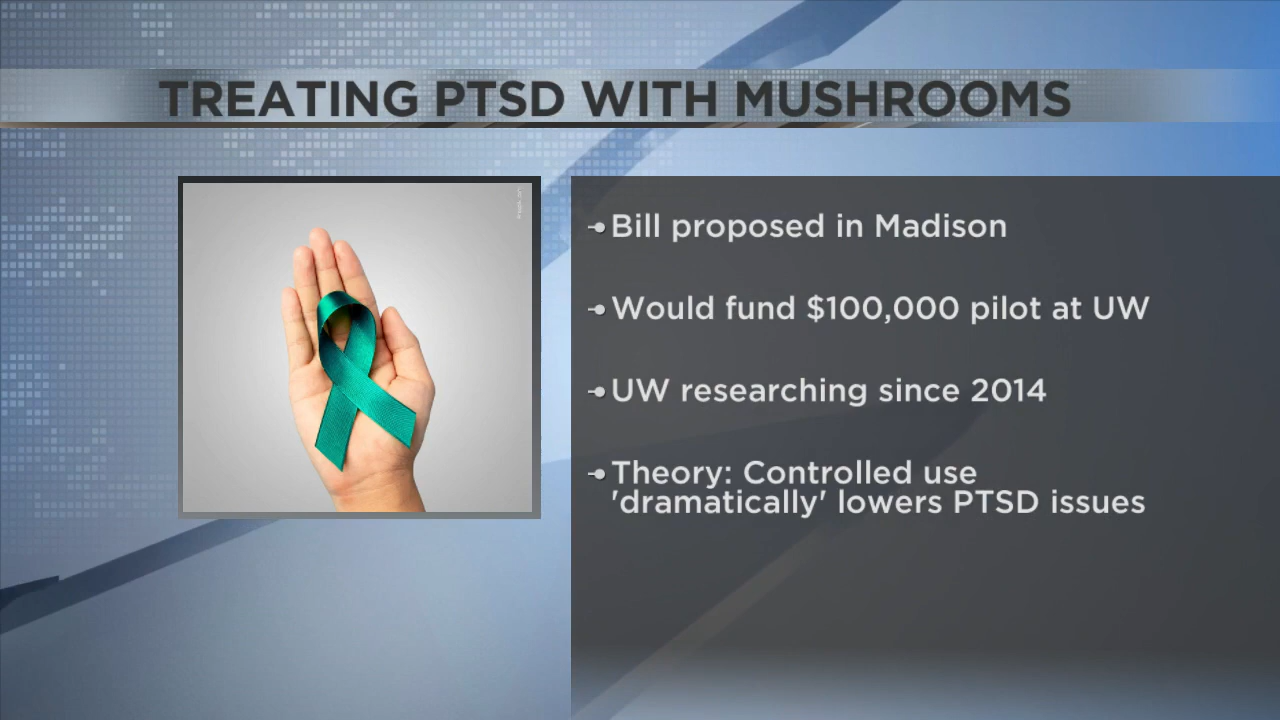 TREATING PTSD WITH MUSHROOMS
Bill proposed in Madison
Would fund $100,000 pilot at UW
UW researching since 2014
Theory: Controlled use
'dramatically' lowers PTSD issues